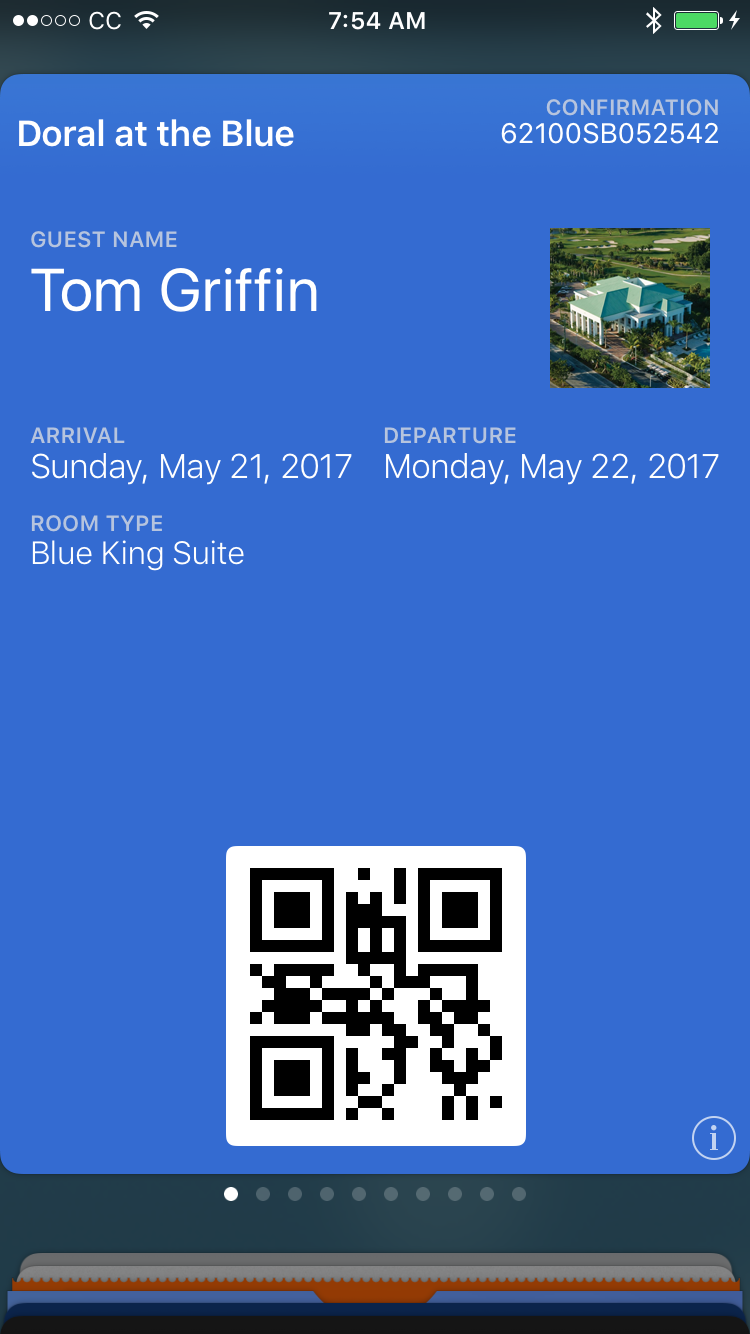 CC 7:54 AM
Doral at the Blue
CONFIRMATION
62100SB052542
GUEST NAME
Tom Griffin
ARRIVAL
Sunday, May 21, 2017
DEPARTURE
Monday, May 22, 2017
ROOM TYPE
Blue King Suite
i